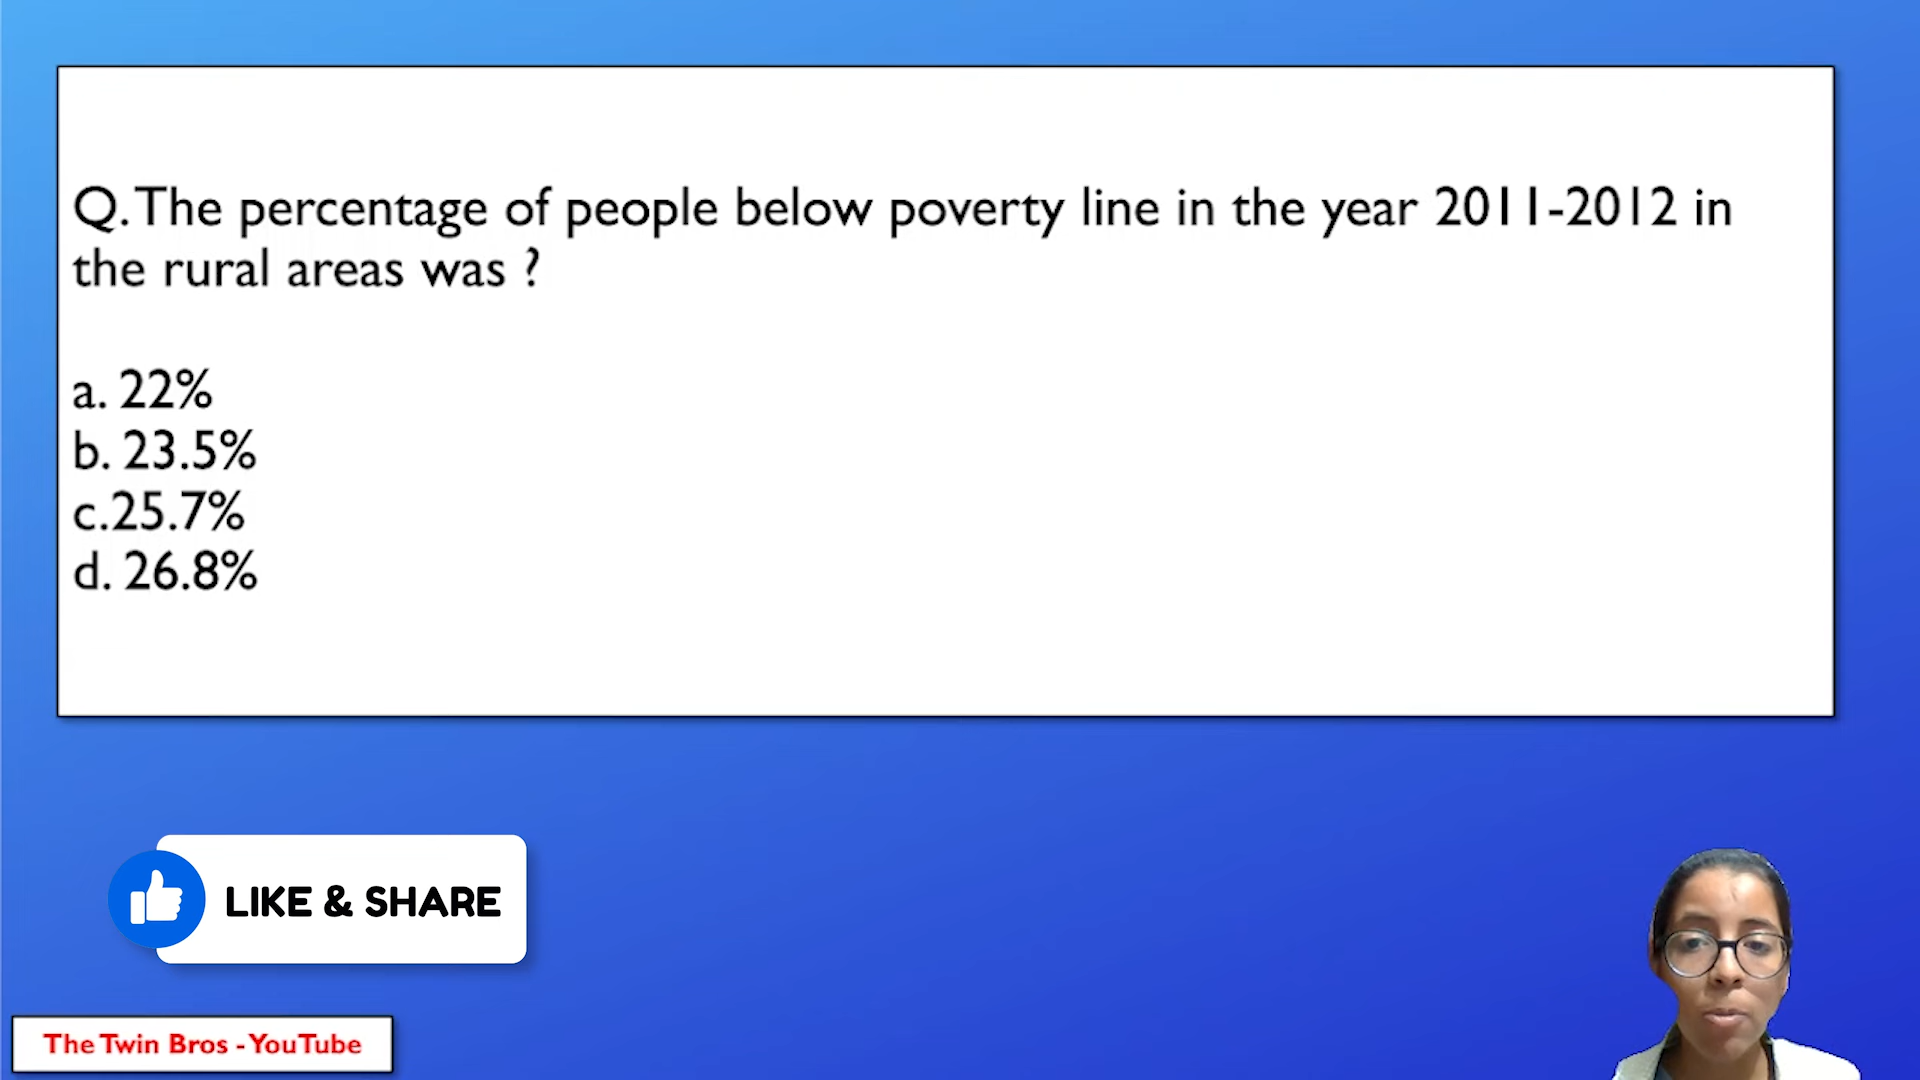 Q. The percentage of people below poverty line in the year 2011-2012 in
the rural areas was ?
a. 22%
b. 23.5%
c.25.7%
d. 26.8%
LIKE & SHARE
The Twin Bros - YouTube